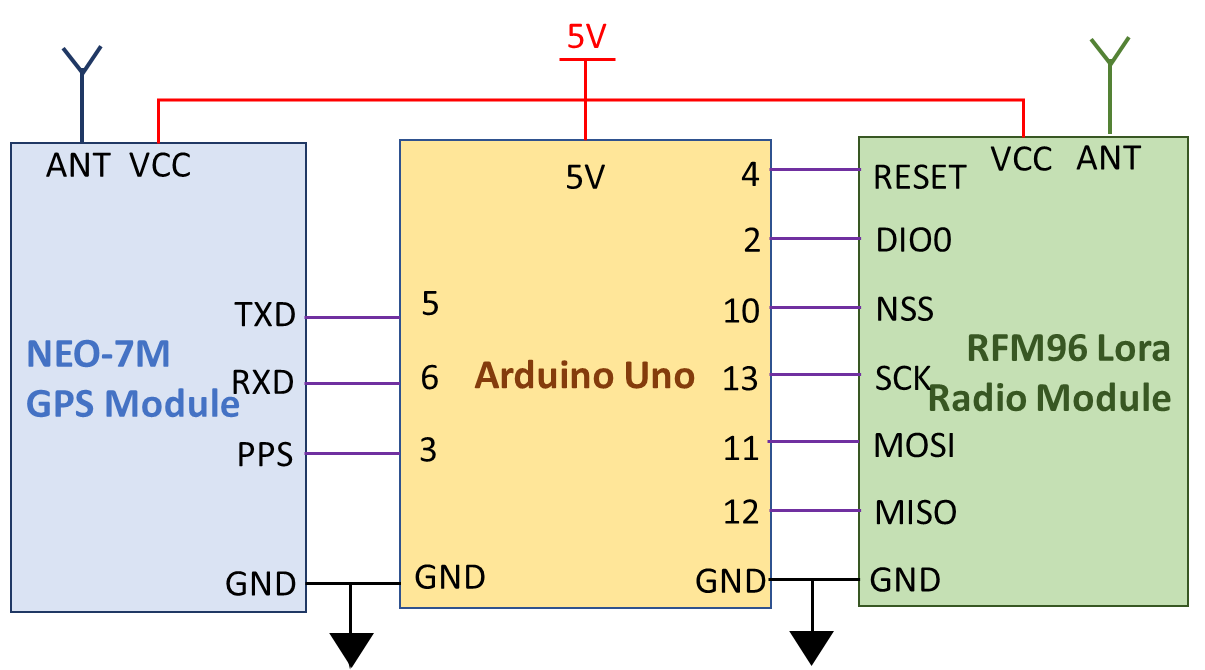 5V
ANT VCC
TXD
NEO-7M
GPS Module
RXD
PPS
GND
5V
5
6
3
GND
Arduino Uno
4
2
10
13
11
12
GND
VCC ANT
RESET
DIO0
NSS
RFM96 Lora
Radio Module
SCK
MOSI
MISO
GND